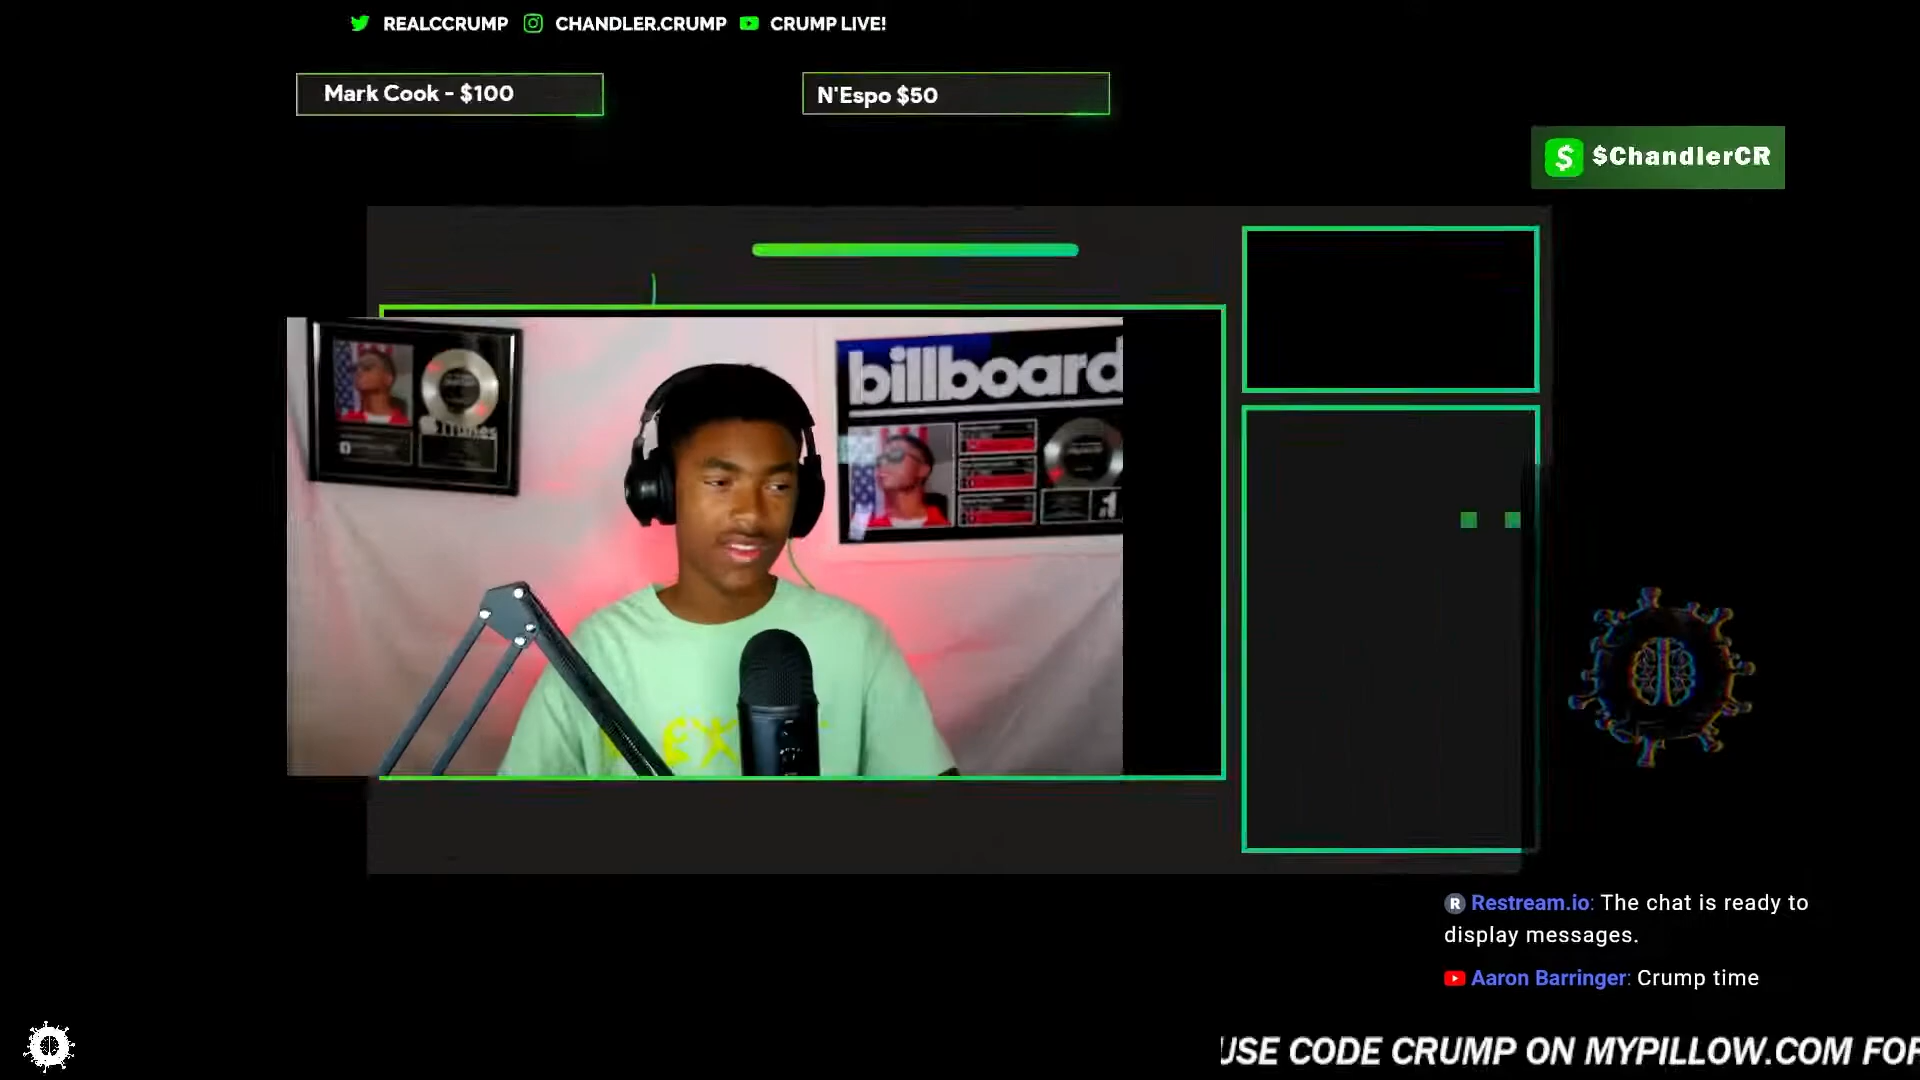 REALCCRUMP CHANDLER.CRUMP CRUMP LIVE!
Mark Cook - $100
N'Espo $50
$ChandlerCR
billboard
Restream.io: The chat is ready to
display messages.
Aaron Barringer: Crump time
USE CODE CRUMP ON MYPILLOW.COM FOR